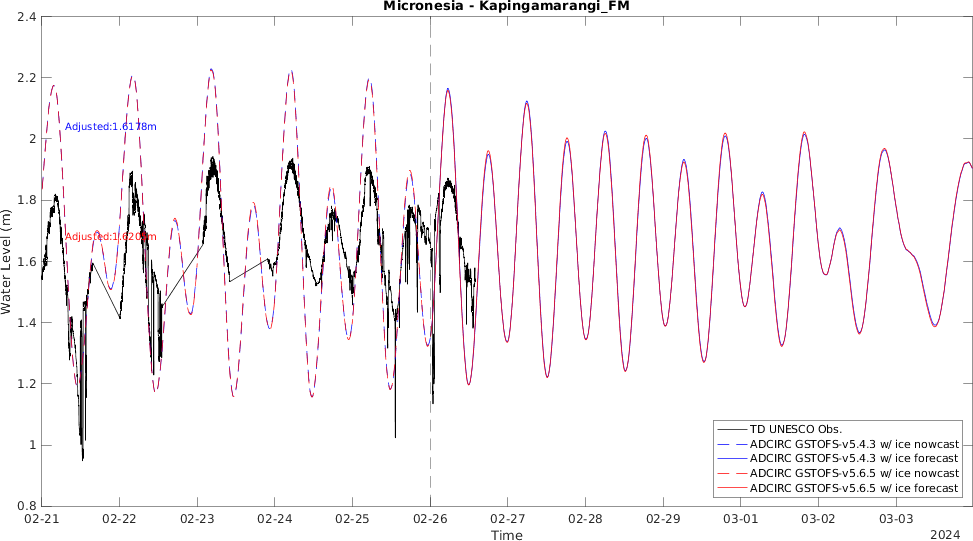 Micronesia - Kapingamarangi_FM
2.4
2.2
2
1.8
1.6
1.4
1.2
1
0.8
Water Level (m)
Adjusted:1.6178m
02-21
02-22
02-23
02-24
02-25
02-26
02-27
02-28
02-29
03-01
03-02
03-03
Time
2024
TD UNESCO Obs.
ADCIRC GSTOFS-v5.4.3 w/ ice nowcast
ADCIRC GSTOFS-v5.4.3 w/ ice forecast
ADCIRC GSTOFS-v5.6.5 w/ ice nowcast
ADCIRC GSTOFS-v5.6.5 w/ ice forecast